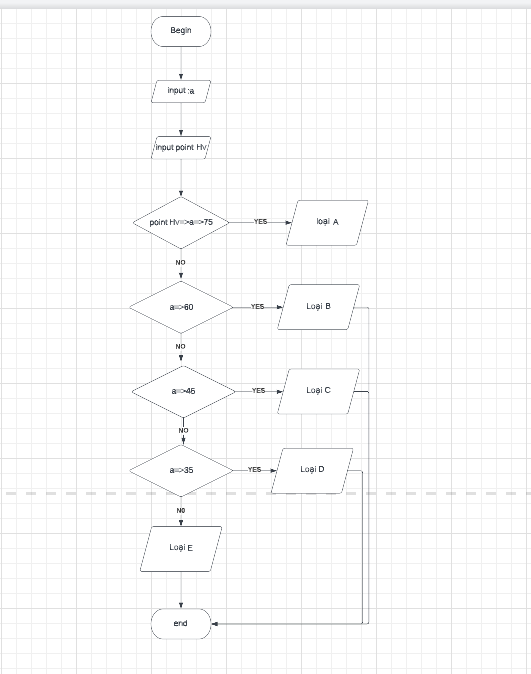 Begin
input :a
input point Hv
point Hv=>a=>75
YES
loại A
NO
a=>60
YES
Loại B
NO
a=>45
YES
Loại C
NO
a=>35
YES
Loại D
N0
Loại E
end